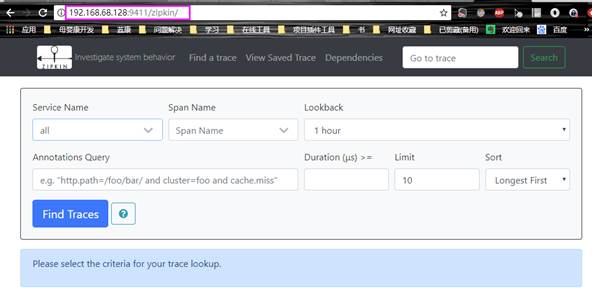 192.168.68.128:9411/zipkin/
应用 母婴康开发 荔康 问题解决 学习 在线工具 项目插件工具 书 网址收藏 已剪藏(备用) 欢迎回来 百度
ZIPKIN Investigate system behavior Find a trace View Saved Trace Dependencies Go to trace Search
Service Name Span Name Lookback
all Span Name 1 hour
Annotations Query Duration (μs) >= Limit Sort
e.g. "http.path=/foo/bar/ and cluster=foo and cache.miss" 10 Longest First
Find Traces ?
Please select the criteria for your trace lookup.